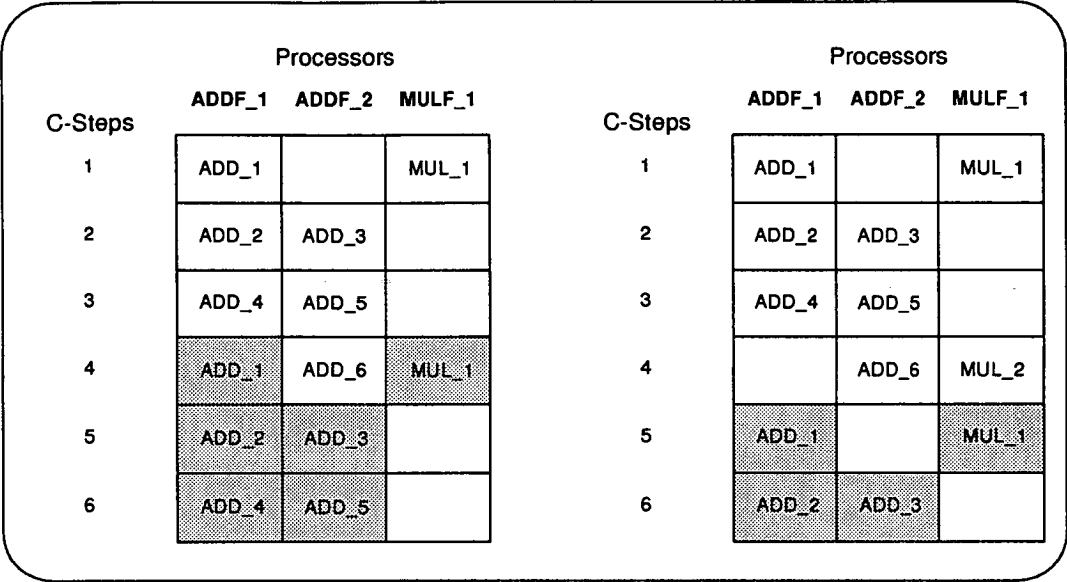 Processors
ADDF_1 ADDF_2 MULF_1
C-Steps
1 ADD_1 MUL_1
2 ADD_2 ADD_3
3 ADD_4 ADD_5
4 ADD_1 ADD_6 MUL_1
5 ADD_2 ADD_3
6 ADD_4 ADD_5
Processors
ADDF_1 ADDF_2 MULF_1
C-Steps
1 ADD_1 MUL_1
2 ADD_2 ADD_3
3 ADD_4 ADD_5
4 ADD_6 MUL_2
5 ADD_1 MUL_1
6 ADD_2 ADD_3